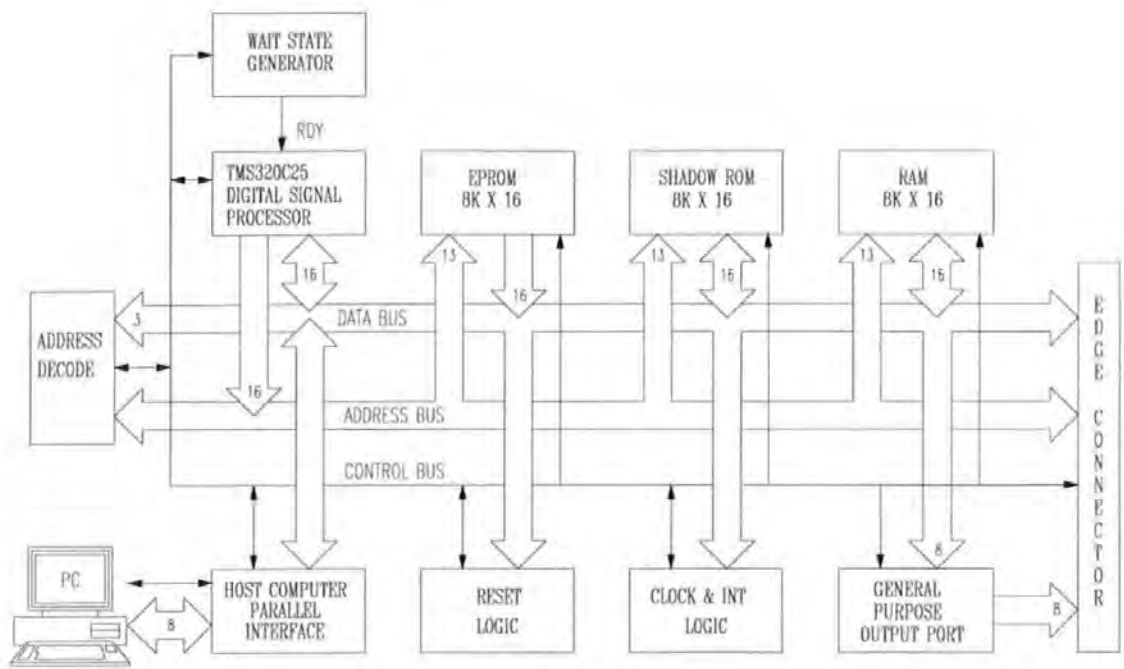 WAIT STATE
GENERATOR
RDY
TMS320C25
DIGITAL SIGNAL
PROCESSOR
EPROM
8K X 16
SHADOW ROM
8K X 16
RAM
8K X 16
16
13
16
13
16
13
16
ADDRESS
DECODE
3
DATA BUS
16
ADDRESS BUS
CONTROL BUS
EDGE CONNECTOR
PC
8
HOST COMPUTER
PARALLEL
INTERFACE
RESET
LOGIC
CLOCK & INT
LOGIC
8
GENERAL
PURPOSE
OUTPUT PORT
8